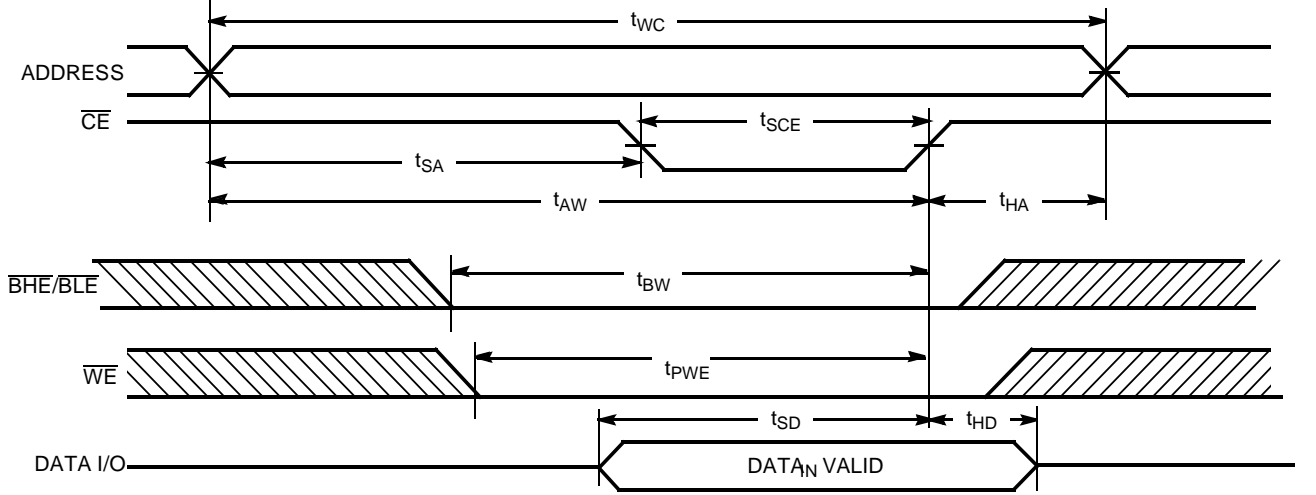 tWC
ADDRESS
CE
tSCE
tSA
tAW
tHA
BHE/BLE
tBW
WE
tPWE
tSD
tHD
DATA I/O
DATAIN VALID